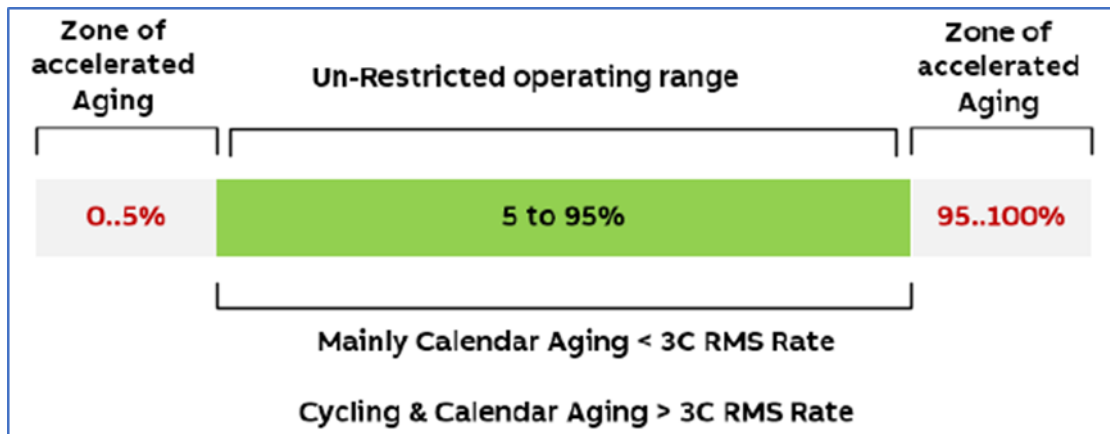 Zone of
accelerated
Aging
Un-Restricted operating range
Zone of
accelerated
Aging
0..5%
5 to 95%
95..100%
Mainly Calendar Aging < 3C RMS Rate
Cycling & Calendar Aging > 3C RMS Rate